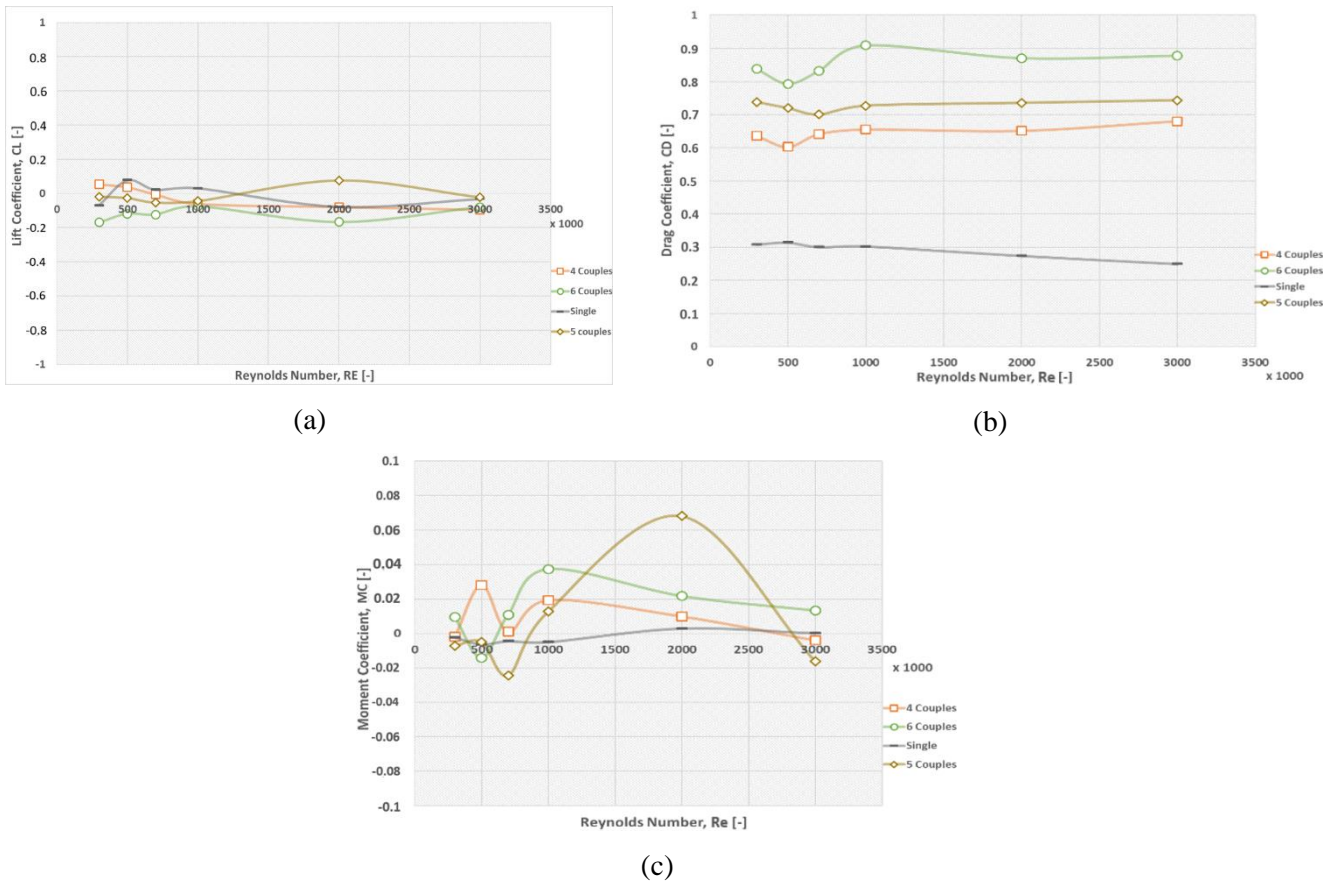 1
0.8
0.6
0.4
0.2
0
-0.2
-0.4
-0.6
-0.8
-1
Lift Coefficient, CL [-]
0 500 1000 1500 2000 2500 3000 3500
x 1000
Reynolds Number, RE [-]
4 Couples
6 Couples
Single
5 couples
(a)
1
0.9
0.8
0.7
0.6
0.5
0.4
0.3
0.2
0.1
0
Drag Coefficient, CD [-]
0 500 1000 1500 2000 2500 3000 3500
x 1000
Reynolds Number, Re [-]
4 Couples
6 Couples
Single
5 Couples
(b)
0.1
0.08
0.06
0.04
0.02
0
-0.02
-0.04
-0.06
-0.08
-0.1
Moment Coefficient, MC [-]
0 500 1000 1500 2000 2500 3000 3500
x 1000
Reynolds Number, Re [-]
4 Couples
6 Couples
Single
5 Couples
(c)